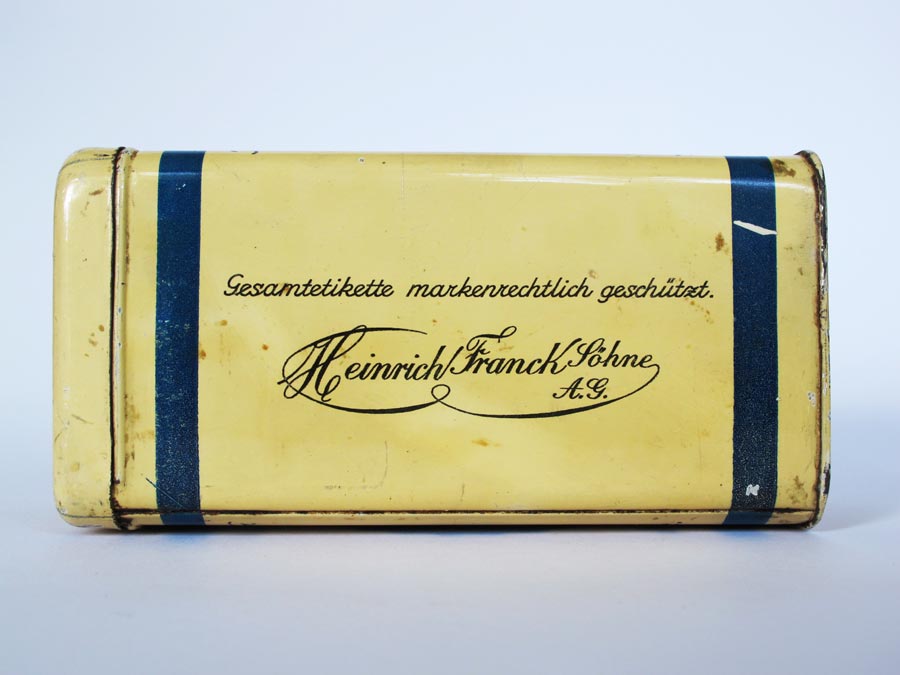 Gesamtetikette markenrechtlich geschützt.
Heinrich Franck Söhne
A.G.